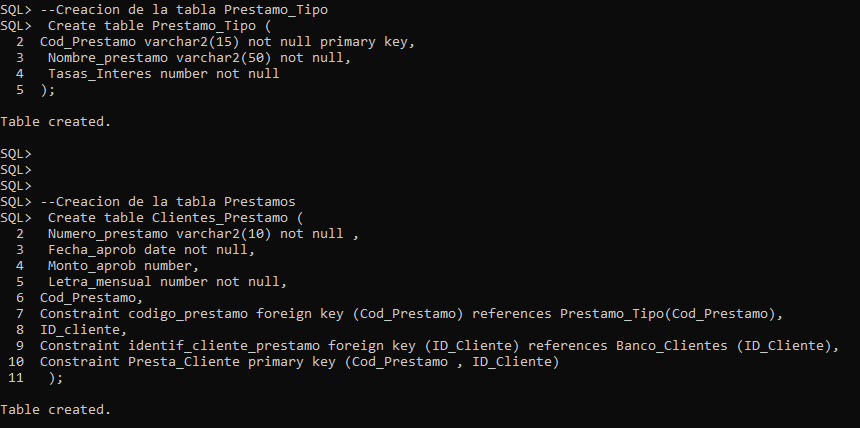 SQL> --Creacion de la tabla Prestamo_Tipo
SQL>  Create table Prestamo_Tipo (
  2  Cod_Prestamo varchar2(15) not null primary key,
  3   Nombre_prestamo varchar2(50) not null,
  4   Tasas_Interes number not null
  5  );

Table created.

SQL>
SQL>
SQL>
SQL> --Creacion de la tabla Prestamos
SQL>  Create table Clientes_Prestamo (
  2   Numero_prestamo varchar2(10) not null ,
  3   Fecha_aprob date not null,
  4   Monto_aprob number,
  5   Letra_mensual number not null,
  6  Cod_Prestamo,
  7  Constraint codigo_prestamo foreign key (Cod_Prestamo) references Prestamo_Tipo(Cod_Prestamo),
  8  ID_cliente,
  9  Constraint identif_cliente_prestamo foreign key (ID_Cliente) references Banco_Clientes (ID_Cliente),
 10  Constraint Presta_Cliente primary key (Cod_Prestamo , ID_Cliente)
 11   );

Table created.